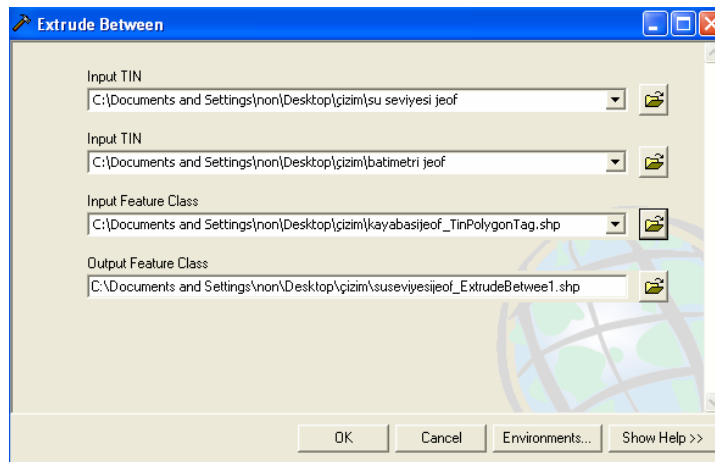 Extrude Between
Input TIN
C:\Documents and Settings\non\Desktop\çizim\su seviyesi jeof
Input TIN
C:\Documents and Settings\non\Desktop\çizim\batimetri jeof
Input Feature Class
C:\Documents and Settings\non\Desktop\çizim\kayabasijeof_TinPolygonTag.shp
Output Feature Class
C:\Documents and Settings\non\Desktop\çizim\suseviyesijeof_ExtrudeBetwee1.shp
OK Cancel Environments... Show Help >>